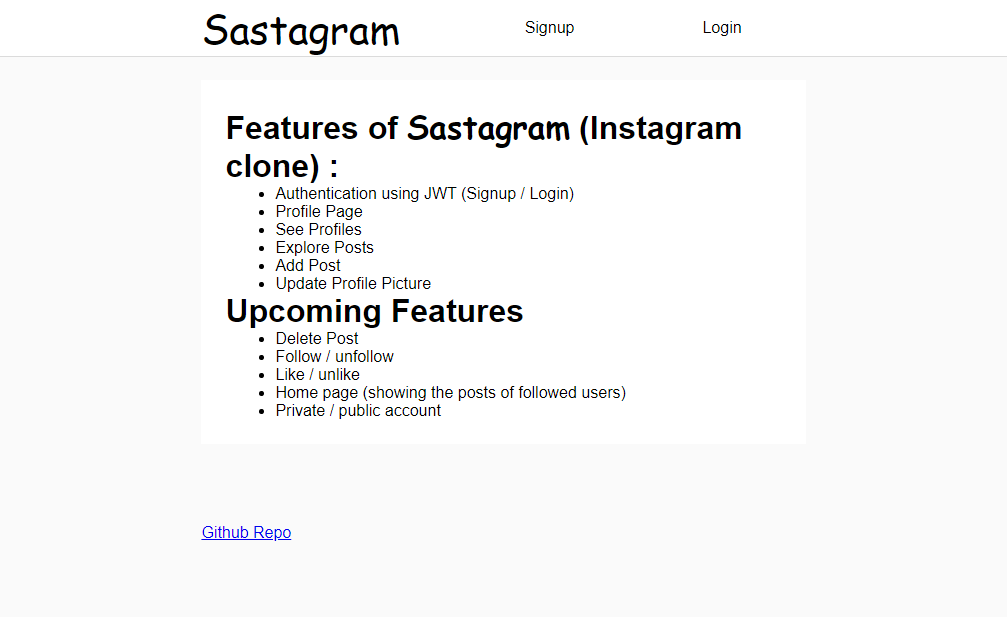 Sastagram Signup Login
Features of Sastagram (Instagram
clone) :
Authentication using JWT (Signup / Login)
Profile Page
See Profiles
Explore Posts
Add Post
Update Profile Picture
Upcoming Features
Delete Post
Follow / unfollow
Like / unlike
Home page (showing the posts of followed users)
Private / public account
Github Repo